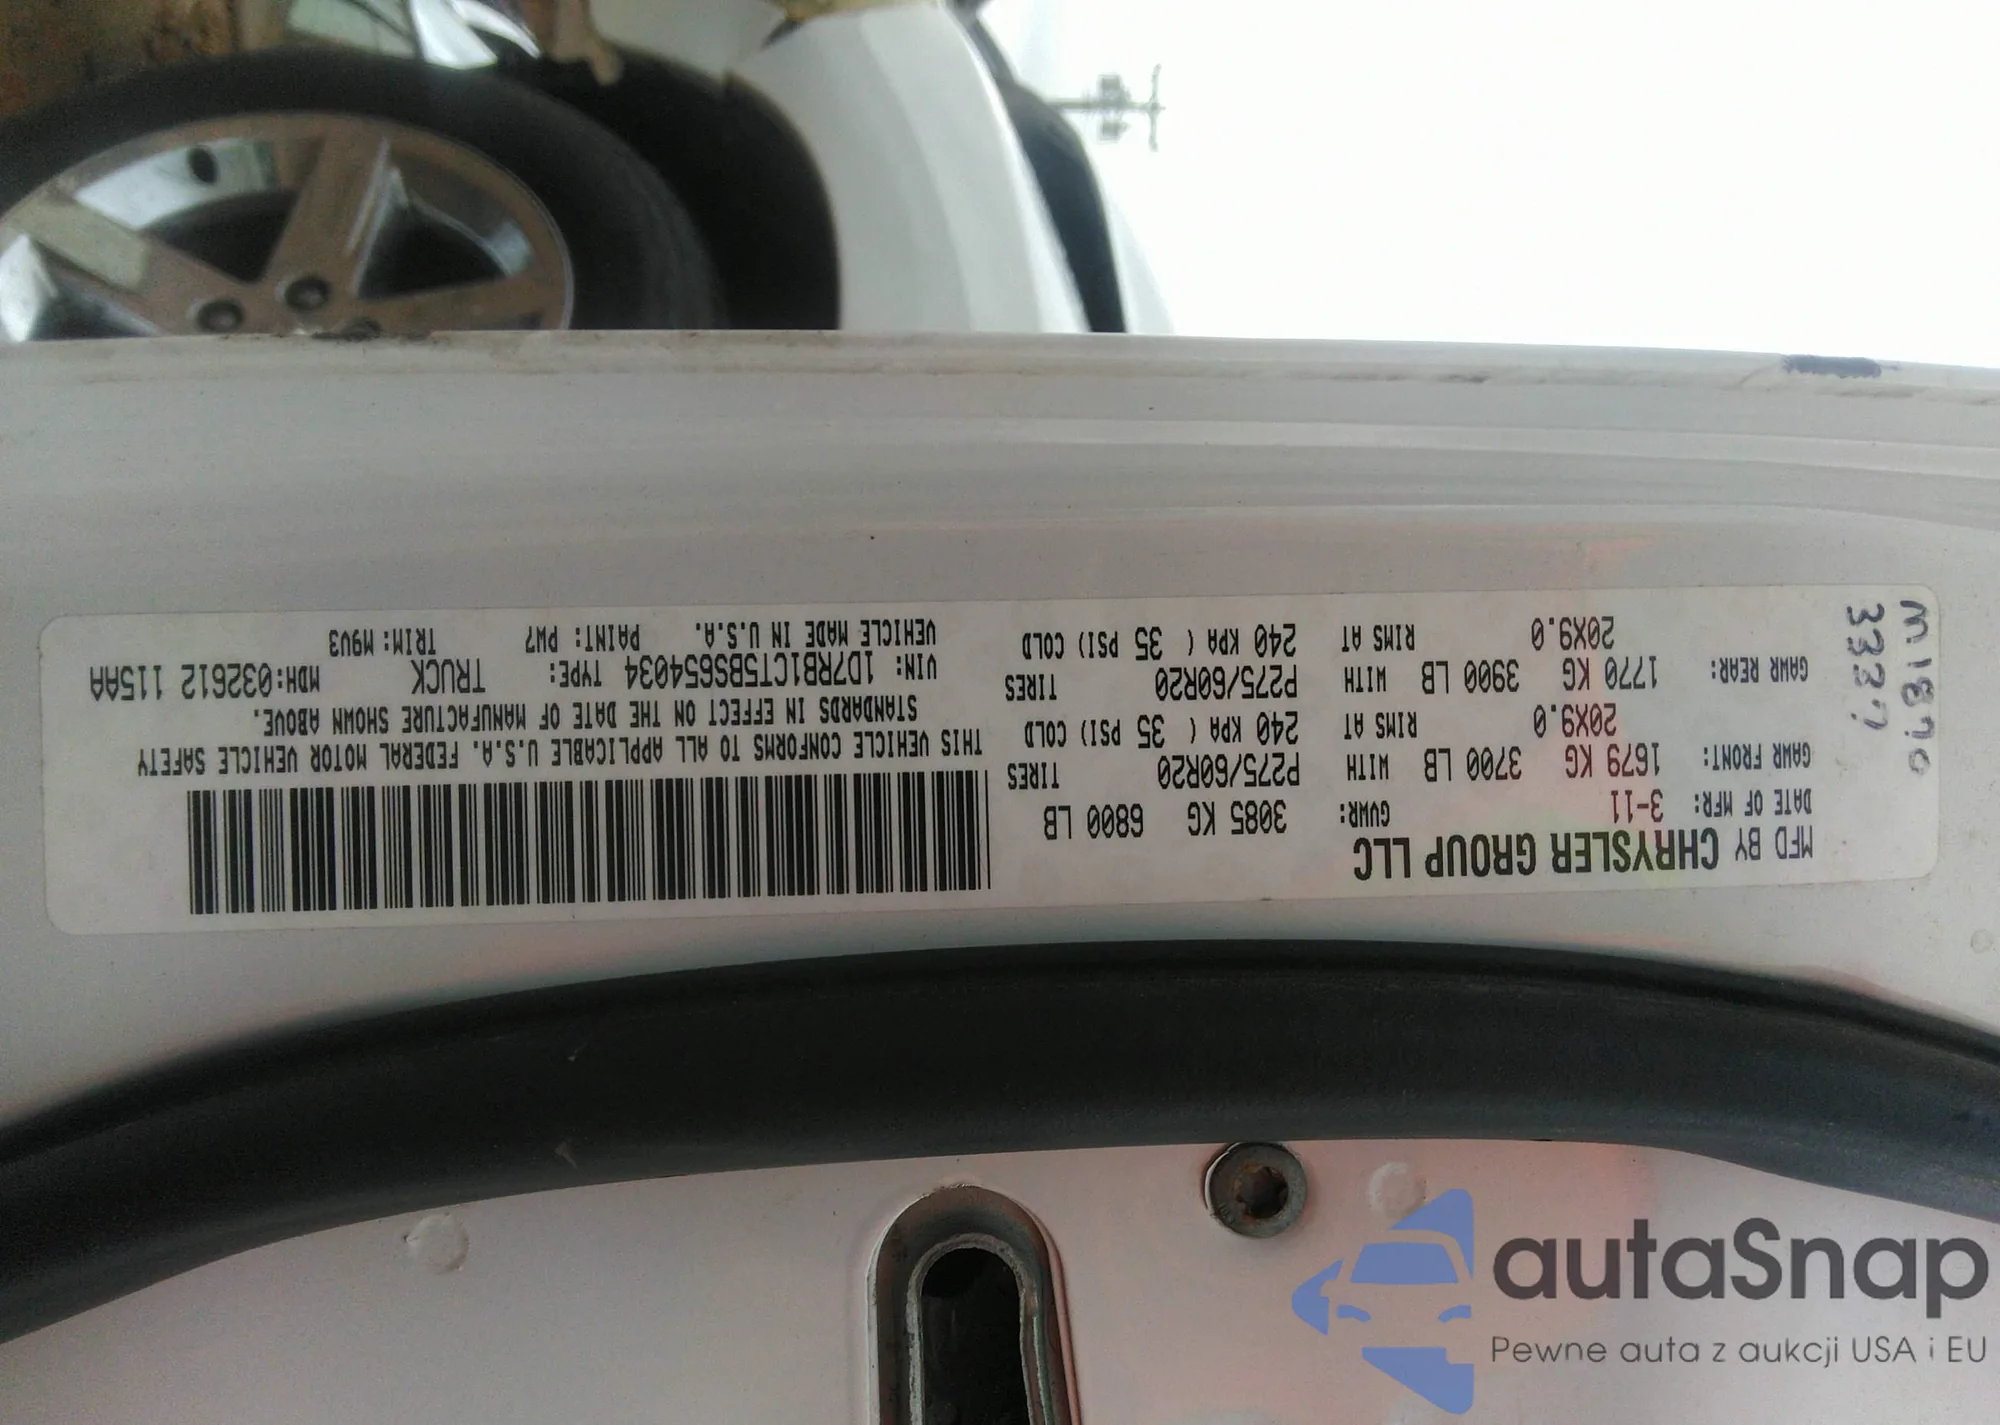 MFD BY CHRYSLER GROUP LLC
DATE OF MFR: 3-11 GVWR: 3085 KG 6800 LB
GAWR FRONT: 1679 KG 3700 LB WITH P275/60R20 TIRES
20X9.0 RIMS AT 240 KPA ( 35 PSI) COLD
GAWR REAR: 1770 KG 3900 LB WITH P275/60R20 TIRES
20X9.0 RIMS AT 240 KPA ( 35 PSI) COLD
THIS VEHICLE CONFORMS TO ALL APPLICABLE U.S.A. FEDERAL MOTOR VEHICLE SAFETY
STANDARDS IN EFFECT ON THE DATE OF MANUFACTURE SHOWN ABOVE.
VIN: 1D7RB1CT5BS654034 TYPE: TRUCK MDH:032612 115AA
VEHICLE MADE IN U.S.A. PAINT: PW7 TRIM: M9V3
autaSnap
Pewne auta z aukcji USA i EU